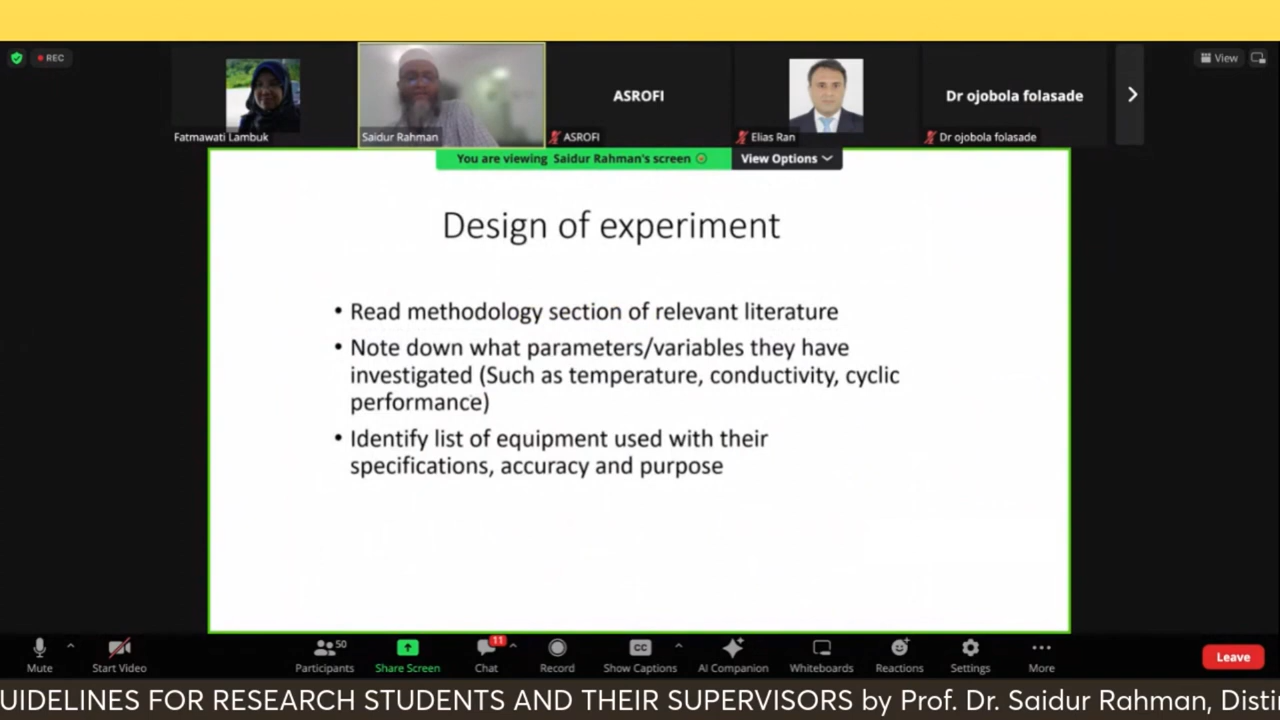 REC
View
ASROFI
Dr ojobola folasade
Fatmawati Lambuk
Saidur Rahman
ASROFI
Elias Ran
Dr ojobola folasade
You are viewing Saidur Rahman's screen
View Options
Design of experiment
• Read methodology section of relevant literature
• Note down what parameters/variables they have
investigated (Such as temperature, conductivity, cyclic
performance)
• Identify list of equipment used with their
specifications, accuracy and purpose
50
11
CC
Mute
Start Video
Participants
Share Screen
Chat
Record
Show Captions
AI Companion
Whiteboards
Reactions
Settings
More
Leave
UIDELINES FOR RESEARCH STUDENTS AND THEIR SUPERVISORS by Prof. Dr. Saidur Rahman, Distin